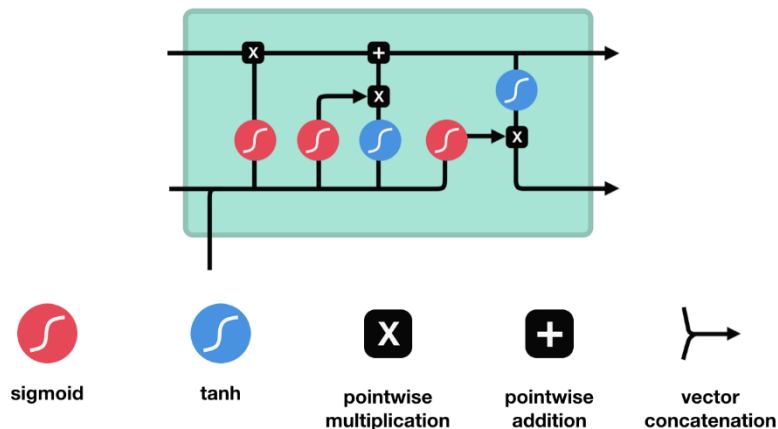 X
+
X
X
X
+
sigmoid
tanh
pointwise
multiplication
pointwise
addition
vector
concatenation